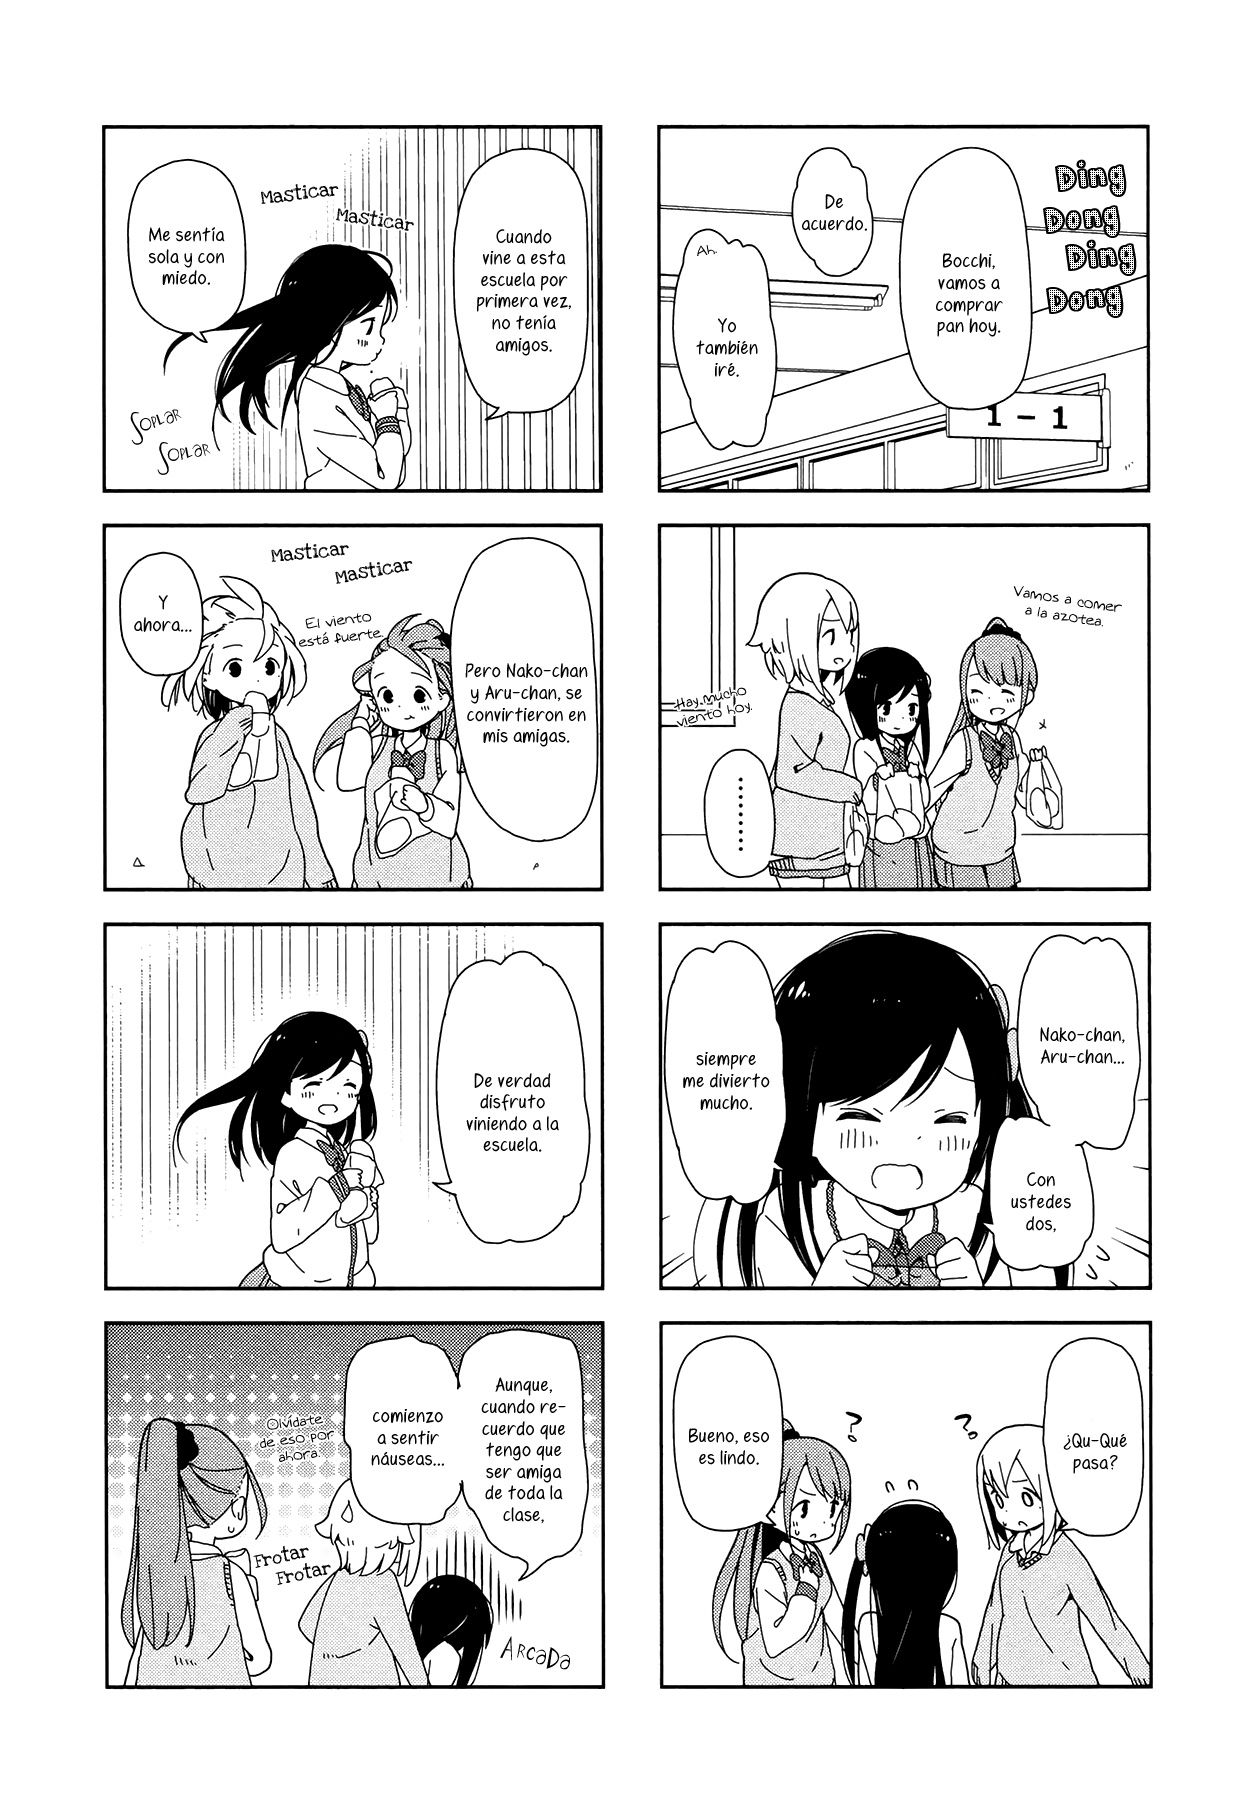 Ding
Dong
Ding
Dong
Bocchi,
vamos a
comprar
pan hoy.
De
acuerdo.
Ah.
Yo
también
iré.
1 - 1
Vamos a comer
a la azotea.
Hay mucho
viento hoy.
.........
Nako-chan,
Aru-chan...
Con
ustedes
dos,
siempre
me divierto
mucho.
¿Qu-Qué
pasa?
?
?
Bueno, eso
es lindo.
Cuando
vine a esta
escuela por
primera vez,
no tenía
amigos.
Masticar
Masticar
Me sentía
sola y con
miedo.
Soplar
Soplar
Pero Nako-chan
y Aru-chan, se
convirtieron en
mis amigas.
Masticar
Masticar
El viento
está fuerte.
Y
ahora...
De verdad
disfruto
viniendo a la
escuela.
Aunque,
cuando re-
cuerdo que
tengo que
ser amiga
de toda la
clase,
comienzo
a sentir
náuseas...
Olvídate
de eso por
ahora.
Frotar
Frotar
Arcada